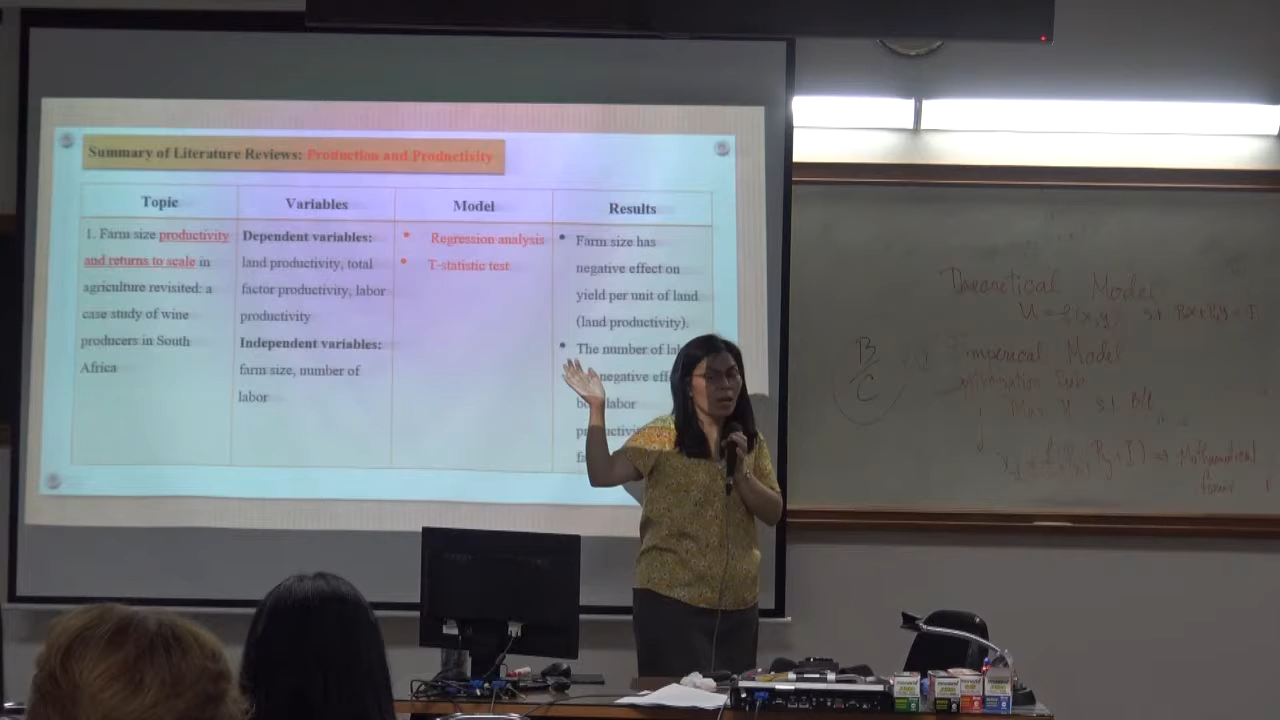 Summary of Literature Reviews: Production and Productivity
Topic
Variables
Model
Results
1. Farm size productivity
and returns to scale in
agriculture revisited: a
case study of wine
producers in South
Africa
Dependent variables:
land productivity, total
factor productivity, labor
productivity
Independent variables:
farm size, number of
labor
• Regression analysis
• T-statistic test
• Farm size has
negative effect on
yield per unit of land
(land productivity).
• The number of
negative
labor
Theoretical Model
B
C
Model
Max U s.t
Mathematical